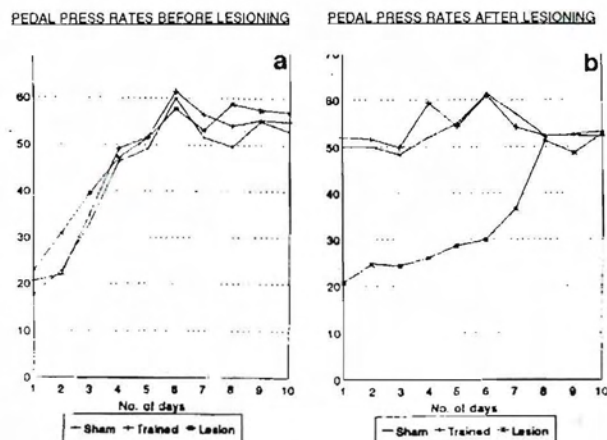 PEDAL PRESS RATES BEFORE LESIONING
a
60
50
40
30
20
10
0
1 2 3 4 5 6 7 8 9 10
No. of days
Sham Trained Lesion
PEDAL PRESS RATES AFTER LESIONING
b
70
60
50
40
30
20
10
0
1 2 3 4 5 6 7 8 9 10
No. of days
Sham Trained Lesion